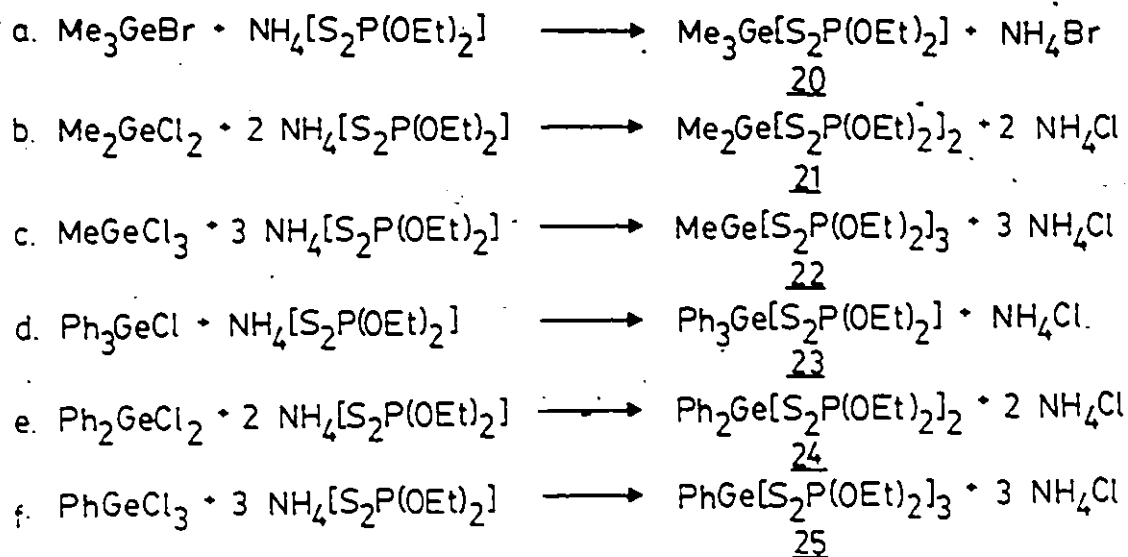 a. Me₃GeBr + NH₄[S₂P(OEt)₂] ⟶ Me₃Ge[S₂P(OEt)₂] + NH₄Br
20
b. Me₂GeCl₂ + 2 NH₄[S₂P(OEt)₂] ⟶ Me₂Ge[S₂P(OEt)₂]₂ + 2 NH₄Cl
21
c. MeGeCl₃ + 3 NH₄[S₂P(OEt)₂] ⟶ MeGe[S₂P(OEt)₂]₃ + 3 NH₄Cl
22
d. Ph₃GeCl + NH₄[S₂P(OEt)₂] ⟶ Ph₃Ge[S₂P(OEt)₂] + NH₄Cl.
23
e. Ph₂GeCl₂ + 2 NH₄[S₂P(OEt)₂] ⟶ Ph₂Ge[S₂P(OEt)₂]₂ + 2 NH₄Cl
24
f. PhGeCl₃ + 3 NH₄[S₂P(OEt)₂] ⟶ PhGe[S₂P(OEt)₂]₃ + 3 NH₄Cl
25